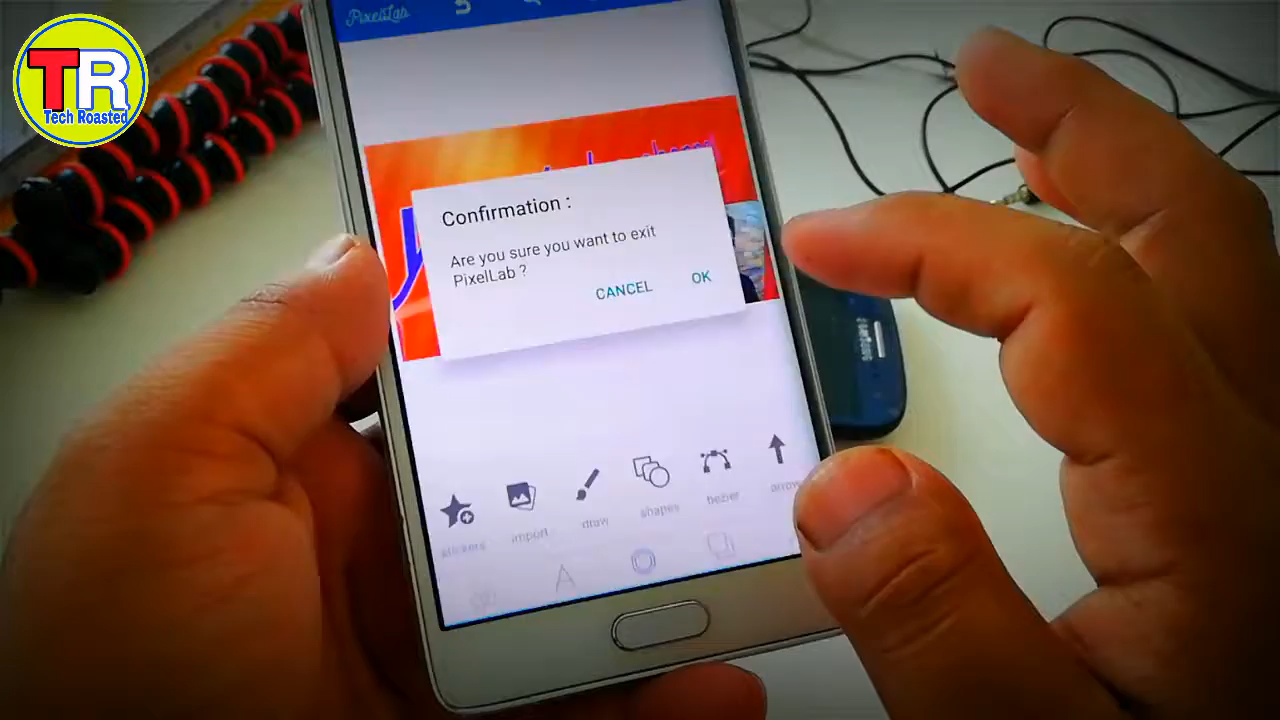 TR
Tech Roasted
PixelLab
Confirmation :
Are you sure you want to exit
PixelLab ?
CANCEL OK
stickers import draw shapes bezier arrow
SAMSUNG